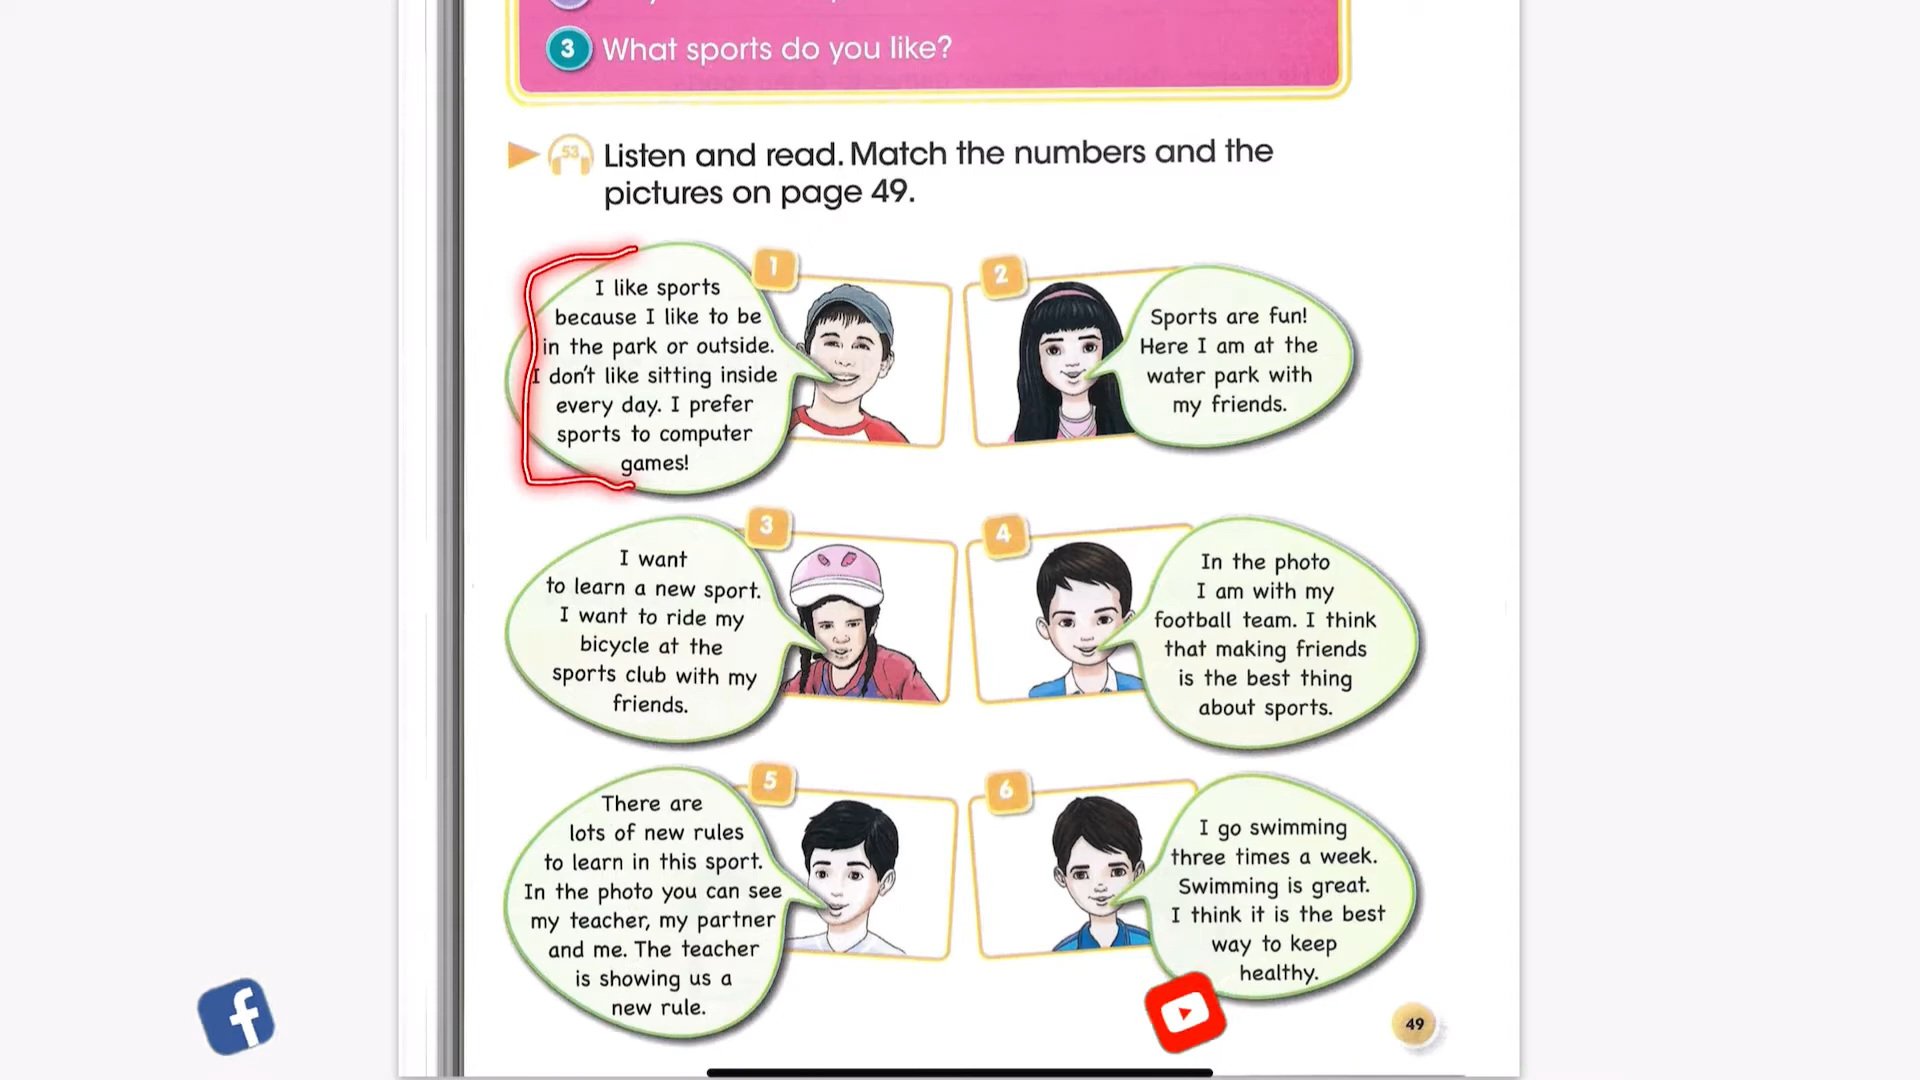 3 What sports do you like?
53 Listen and read. Match the numbers and the
pictures on page 49.
1
I like sports
because I like to be
in the park or outside.
I don't like sitting inside
every day. I prefer
sports to computer
games!
2
Sports are fun!
Here I am at the
water park with
my friends.
3
I want
to learn a new sport.
I want to ride my
bicycle at the
sports club with my
friends.
4
In the photo
I am with my
football team. I think
that making friends
is the best thing
about sports.
5
There are
lots of new rules
to learn in this sport.
In the photo you can see
my teacher, my partner
and me. The teacher
is showing us a
new rule.
6
I go swimming
three times a week.
Swimming is great.
I think it is the best
way to keep
healthy.
49